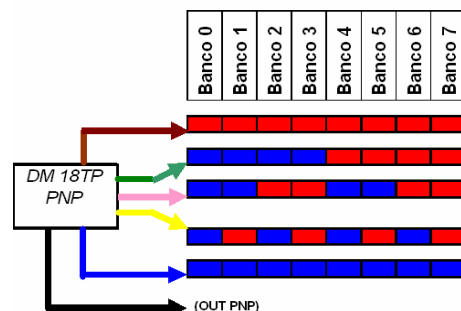 Banco 0
Banco 1
Banco 2
Banco 3
Banco 4
Banco 5
Banco 6
Banco 7
DM 18TP
PNP
(OUT PNP)